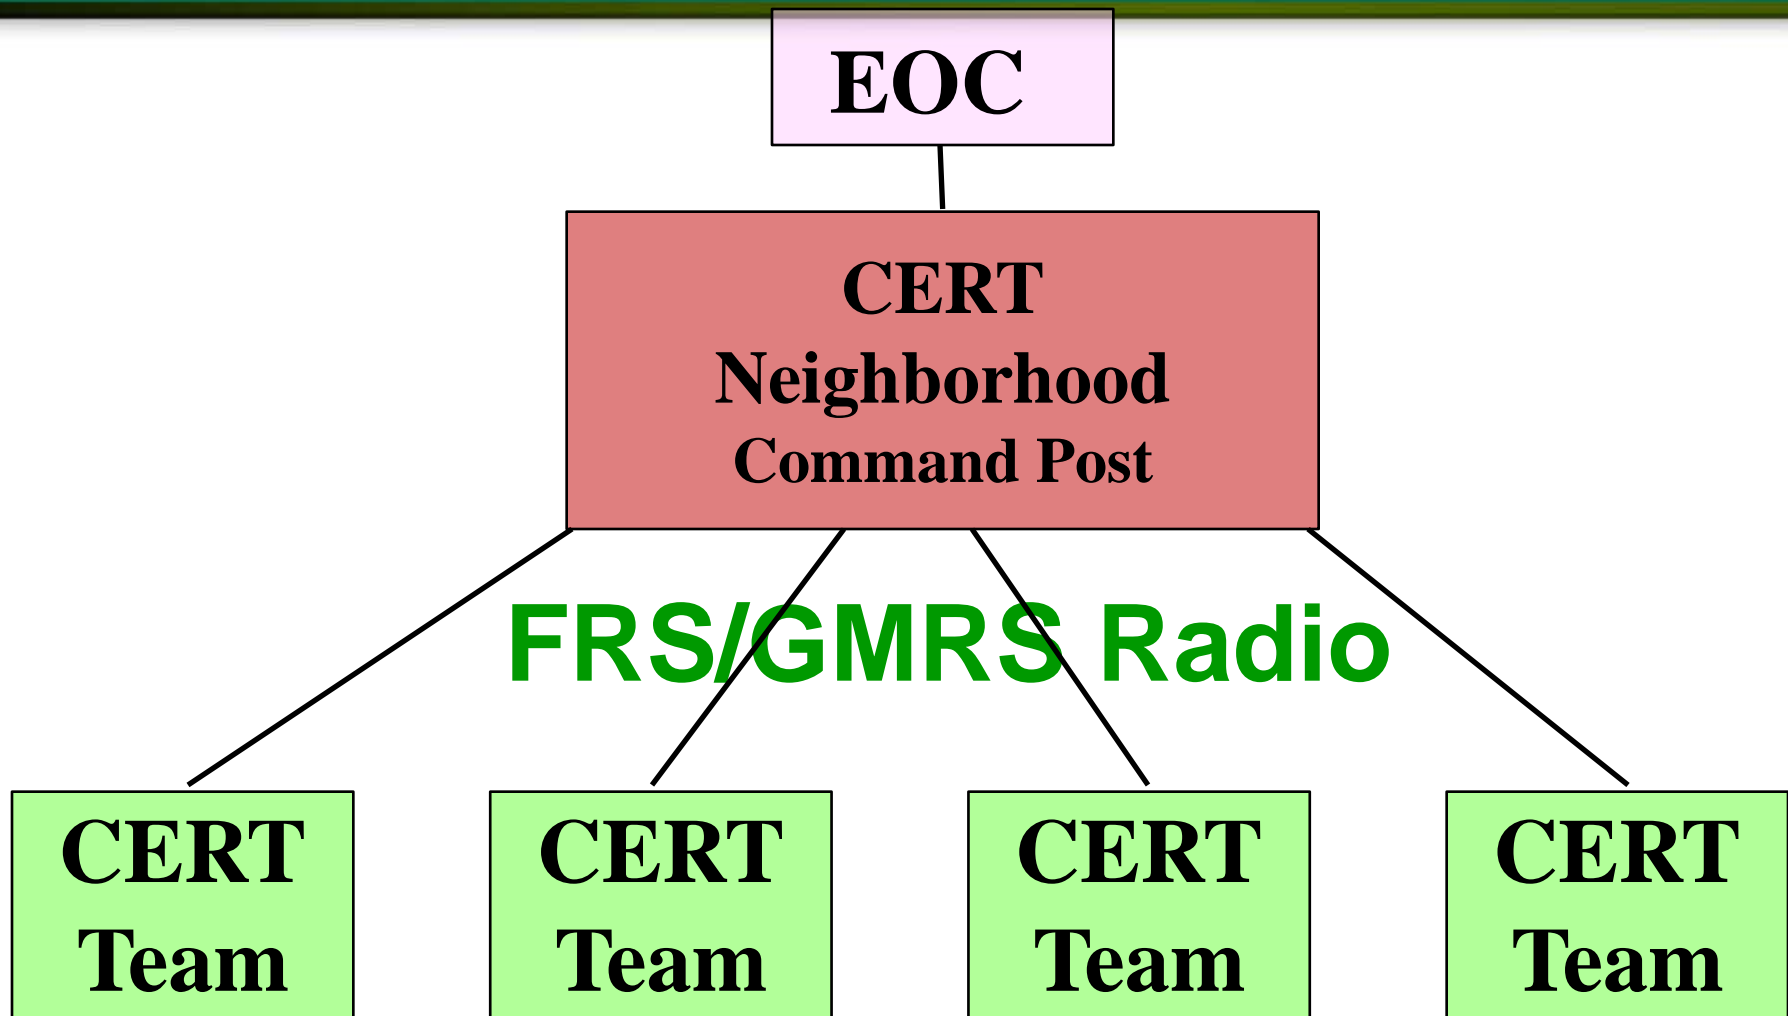 EOC
CERT
Neighborhood
Command Post
FRS/GMRS Radio
CERT
Team
CERT
Team
CERT
Team
CERT
Team